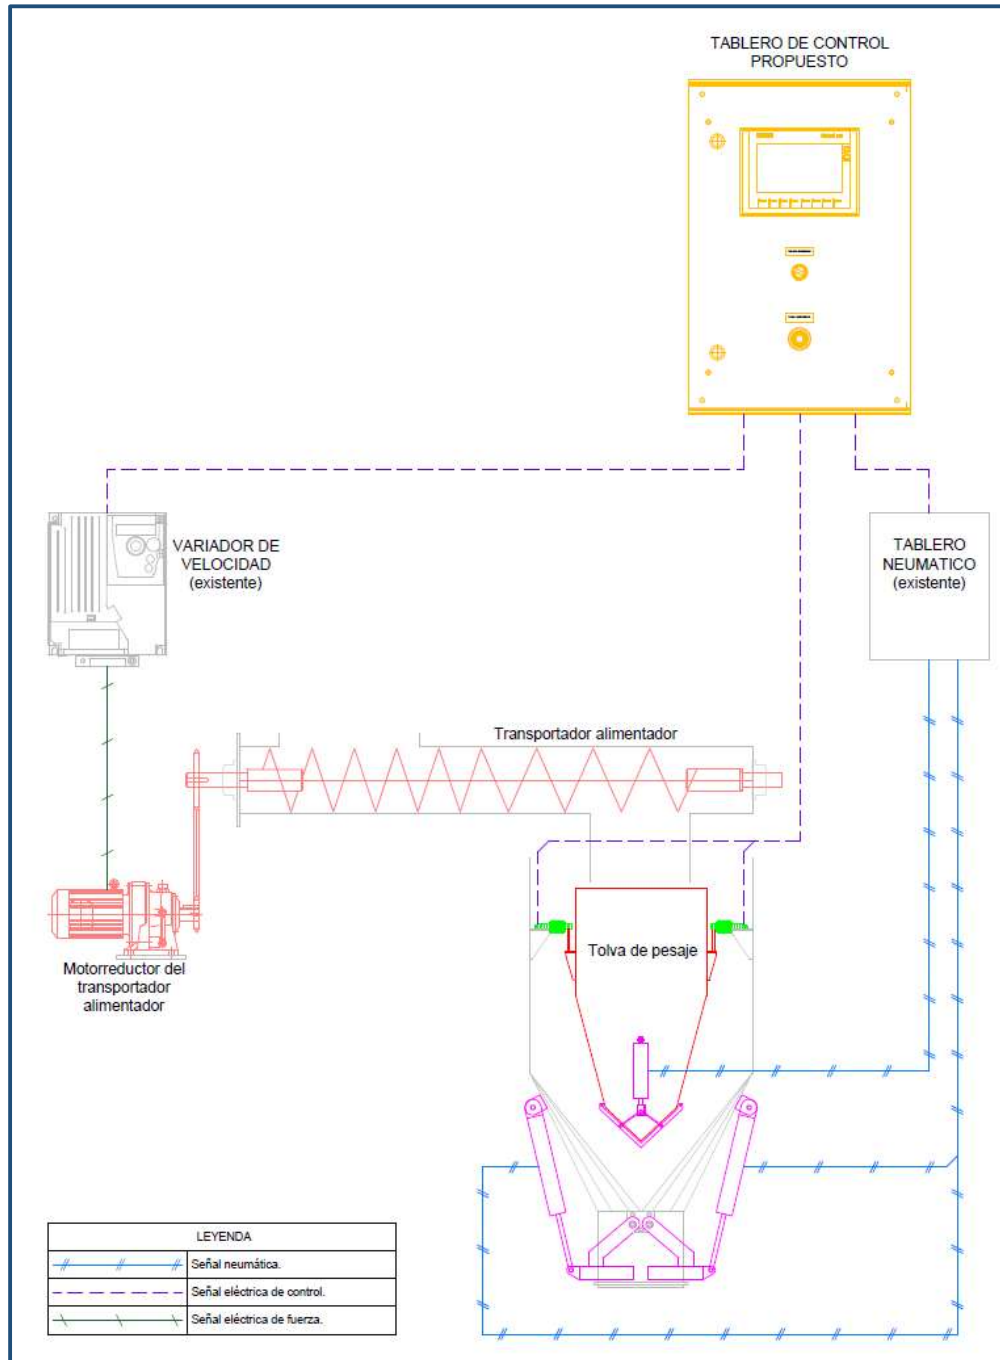 TABLERO DE CONTROL
PROPUESTO
VARIADOR DE
VELOCIDAD
(existente)
TABLERO
NEUMATICO
(existente)
Transportador alimentador
Tolva de pesaje
Motorreductor del
transportador
alimentador
LEYENDA
Señal neumática.
Señal eléctrica de control.
Señal eléctrica de fuerza.